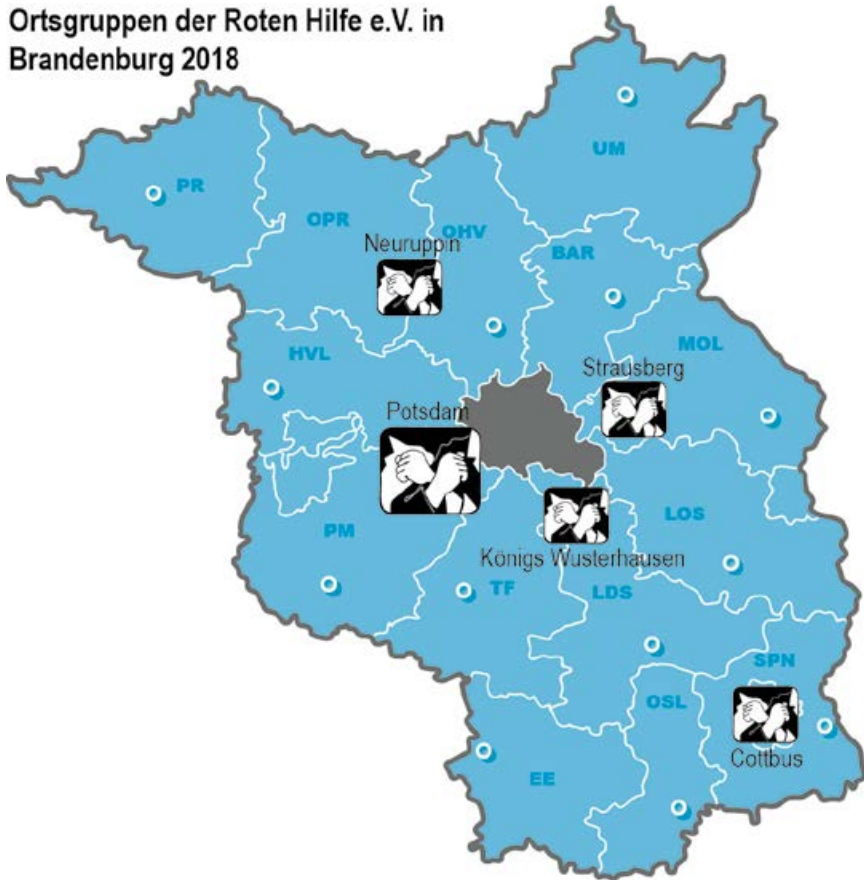 Ortsgruppen der Roten Hilfe e.V. in
Brandenburg 2018
UM
PR
OPR
OHV
Neuruppin
BAR
MOL
HVL
Strausberg
Potsdam
LOS
PM
Königs Wusterhausen
TF
LDS
SPN
OSL
Cottbus
EE